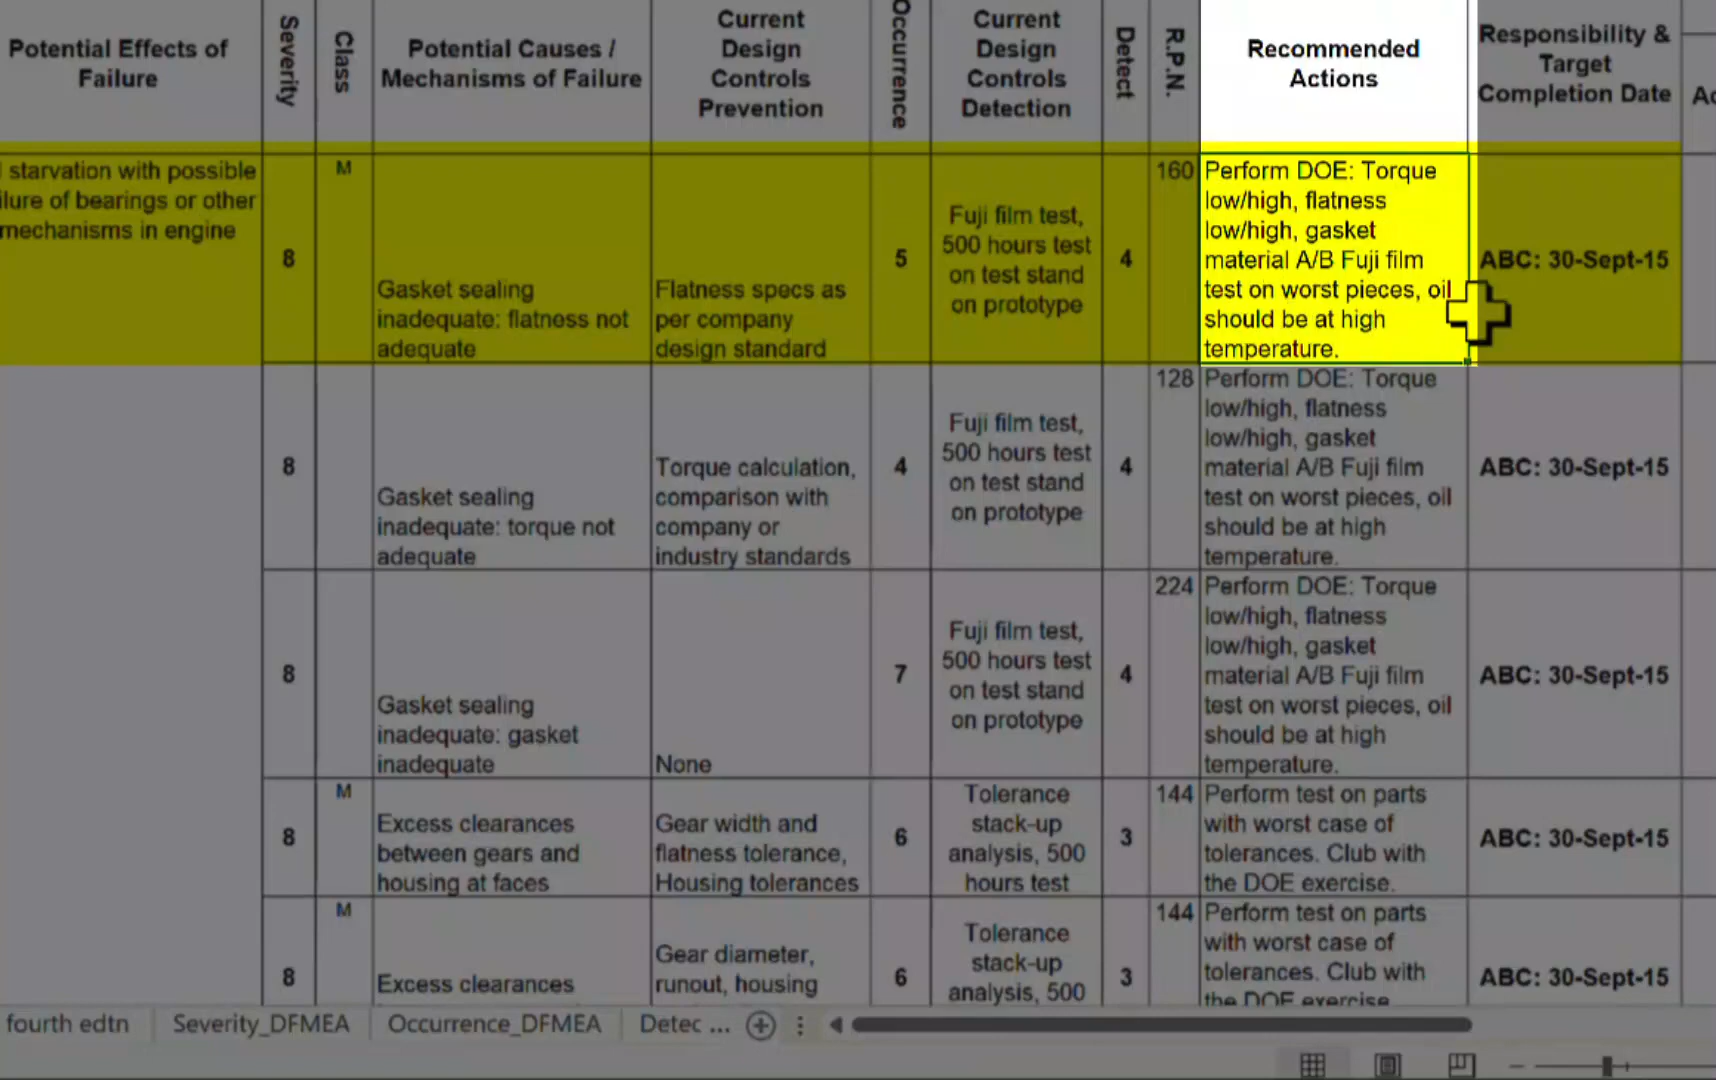 Potential Effects of
Failure
Severity
Class
Potential Causes /
Mechanisms of Failure
Current
Design
Controls
Prevention
Occurrence
Current
Design
Controls
Detection
Detect
R.P.N.
Recommended
Actions
Responsibility &
Target
Completion Date
starvation with possible
ilure of bearings or other
mechanisms in engine
8
M
Gasket sealing
inadequate: flatness not
adequate
Flatness specs as
per company
design standard
5
Fuji film test,
500 hours test
on test stand
on prototype
4
160
Perform DOE: Torque
low/high, flatness
low/high, gasket
material A/B Fuji film
test on worst pieces, oil
should be at high
temperature.
ABC: 30-Sept-15
8
Gasket sealing
inadequate: torque not
adequate
Torque calculation,
comparison with
company or
industry standards
4
Fuji film test,
500 hours test
on test stand
on prototype
4
128
Perform DOE: Torque
low/high, flatness
low/high, gasket
material A/B Fuji film
test on worst pieces, oil
should be at high
temperature.
ABC: 30-Sept-15
8
Gasket sealing
inadequate: gasket
inadequate
None
7
Fuji film test,
500 hours test
on test stand
on prototype
4
224
Perform DOE: Torque
low/high, flatness
low/high, gasket
material A/B Fuji film
test on worst pieces, oil
should be at high
temperature.
ABC: 30-Sept-15
8
M
Excess clearances
between gears and
housing at faces
Gear width and
flatness tolerance,
Housing tolerances
6
Tolerance
stack-up
analysis, 500
hours test
3
144
Perform test on parts
with worst case of
tolerances. Club with
the DOE exercise.
ABC: 30-Sept-15
8
M
Excess clearances
Gear diameter,
runout, housing
6
Tolerance
stack-up
analysis, 500
3
144
Perform test on parts
with worst case of
tolerances. Club with
the DOE exercise
ABC: 30-Sept-15
fourth edtn
Severity_DFMEA
Occurrence_DFMEA
Detec ...